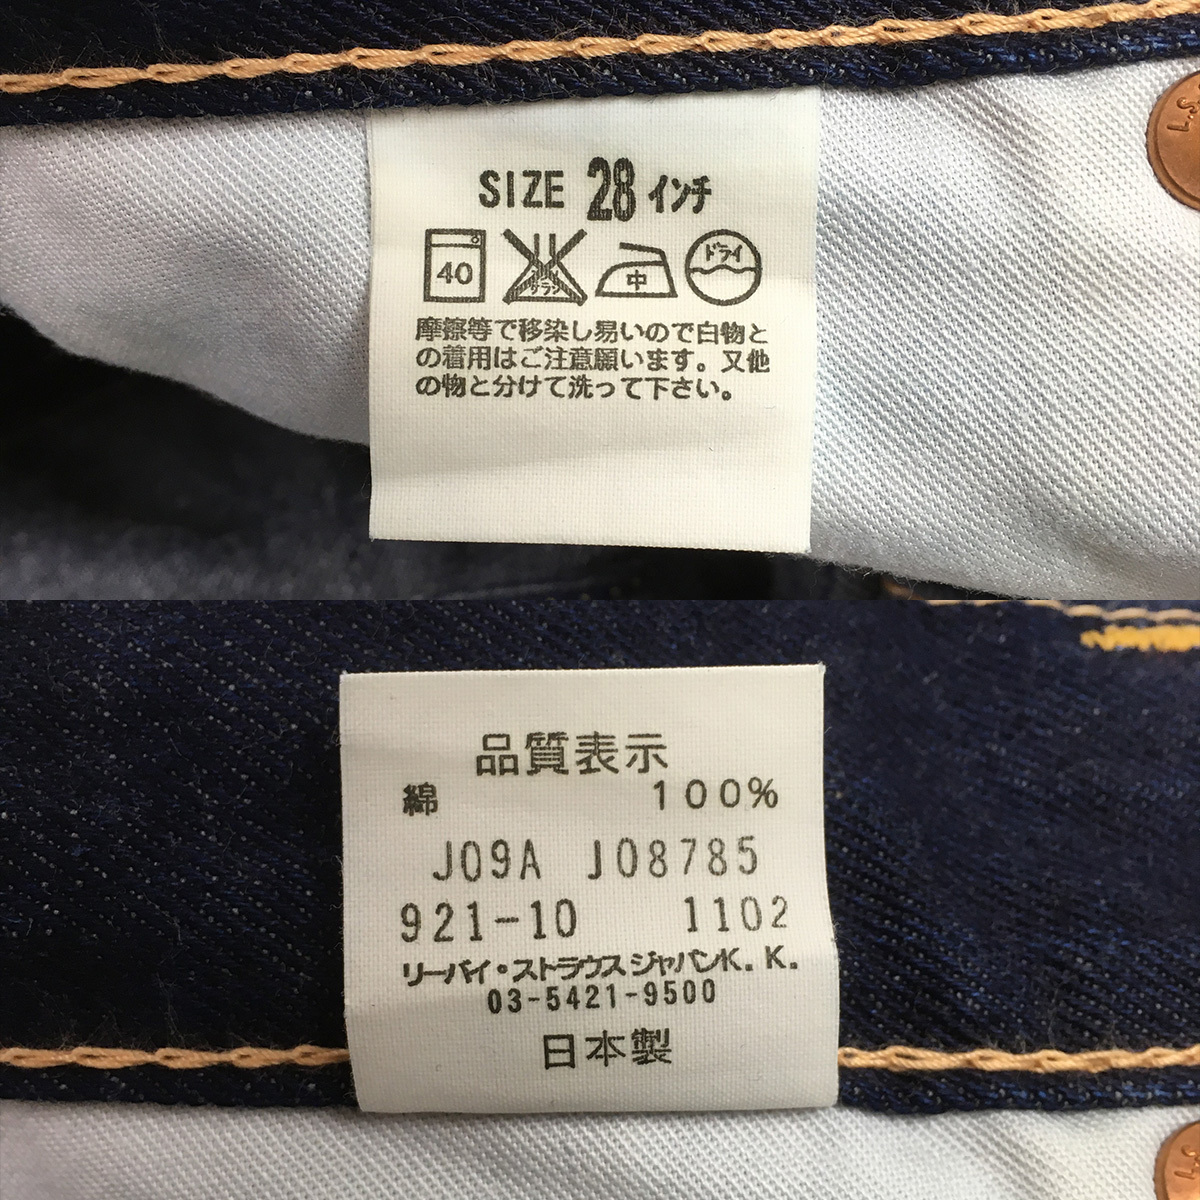 L.S
SIZE 28 インチ
40 サラシ 中 ドライ
摩擦等で移染し易いので白物と
の着用はご注意願います。又他
の物と分けて洗って下さい。
品質表示
綿 100%
J09A J08785
921-10 1102
リーバイ・ストラウスジャパンK.K.
03-5421-9500
日本製
L.S